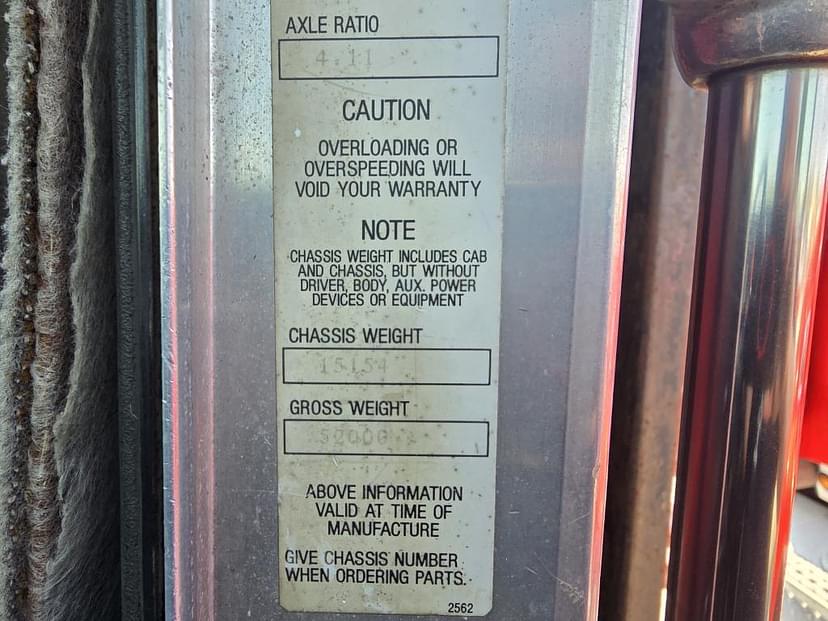 AXLE RATIO
4.11
CAUTION
OVERLOADING OR
OVERSPEEDING WILL
VOID YOUR WARRANTY
NOTE
CHASSIS WEIGHT INCLUDES CAB
AND CHASSIS, BUT WITHOUT
DRIVER, BODY, AUX. POWER
DEVICES OR EQUIPMENT
CHASSIS WEIGHT
15154
GROSS WEIGHT
52000
ABOVE INFORMATION
VALID AT TIME OF
MANUFACTURE
GIVE CHASSIS NUMBER
WHEN ORDERING PARTS.
2562